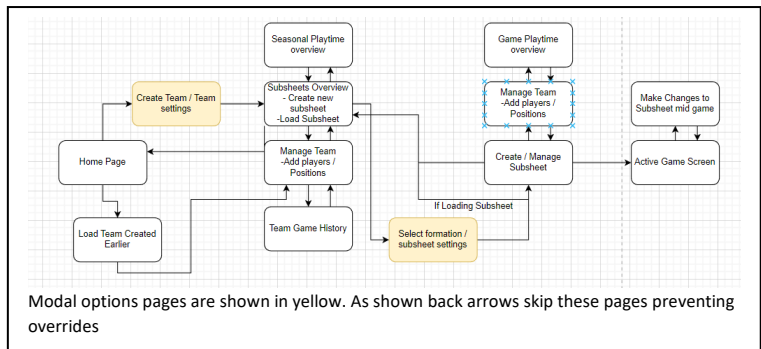 Seasonal Playtime
overview
Game Playtime
overview
Create Team / Team
settings
Subsheets Overview
- Create new
subsheet
-Load Subsheet
Manage Team
-Add players /
Positions
Make Changes to
Subsheet mid game
Home Page
Manage Team
-Add players /
Positions
Create / Manage
Subsheet
Active Game Screen
If Loading Subsheet
Load Team Created
Earlier
Team Game History
Select formation /
subsheet settings
Modal options pages are shown in yellow. As shown back arrows skip these pages preventing
overrides